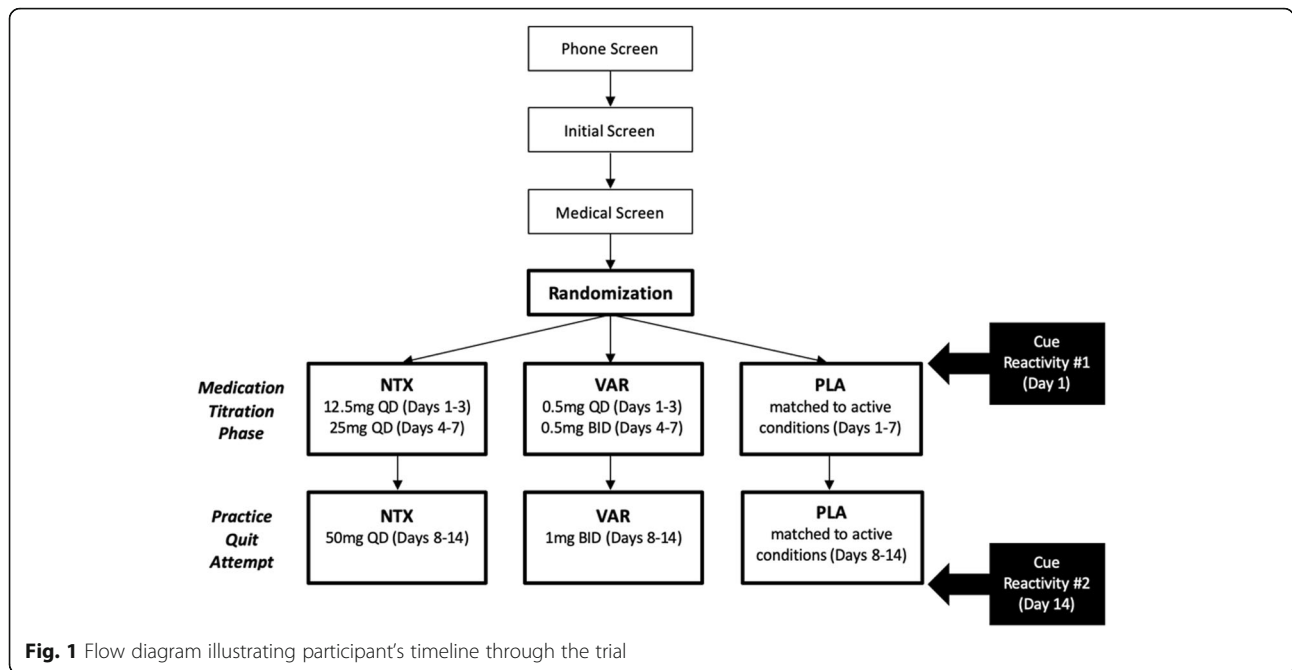 Phone Screen
Initial Screen
Medical Screen
Randomization
Cue
Reactivity #1
(Day 1)
Medication
Titration
Phase
NTX
12.5mg QD (Days 1-3)
25mg QD (Days 4-7)
VAR
0.5mg QD (Days 1-3)
0.5mg BID (Days 4-7)
PLA
matched to active
conditions (Days 1-7)
Practice
Quit
Attempt
NTX
50mg QD (Days 8-14)
VAR
1mg BID (Days 8-14)
PLA
matched to active
conditions (Days 8-14)
Cue
Reactivity #2
(Day 14)
Fig. 1 Flow diagram illustrating participant's timeline through the trial